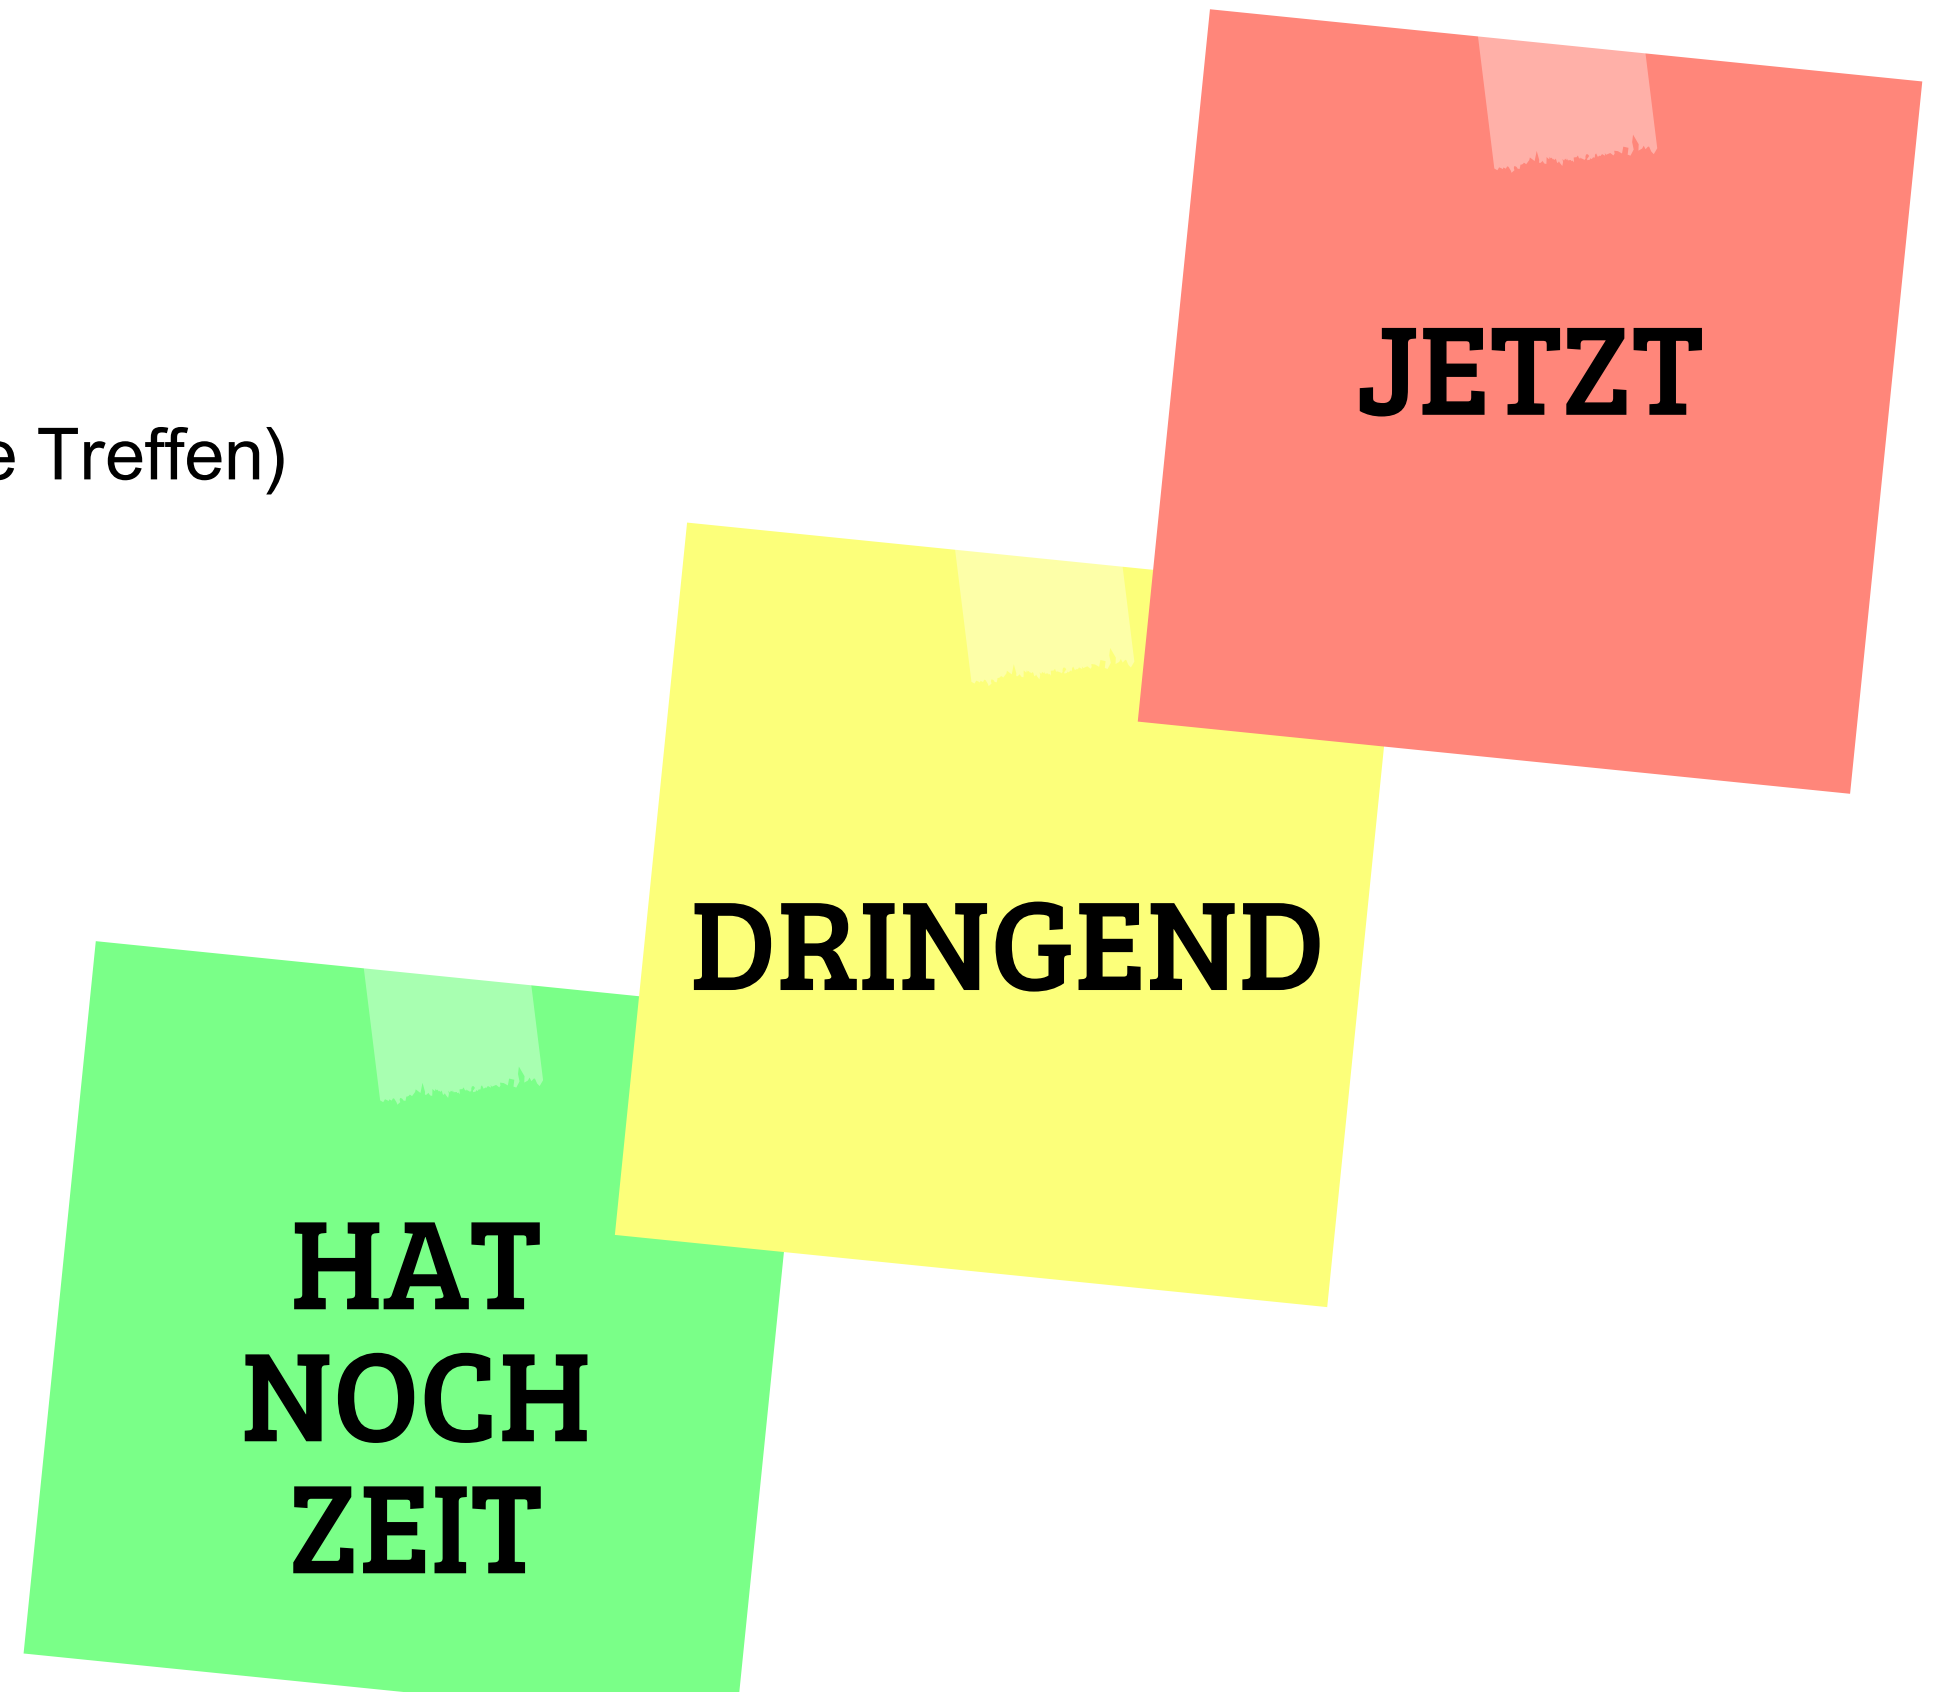 JETZT
e Treffen)
DRINGEND
HAT
NOCH
ZEIT